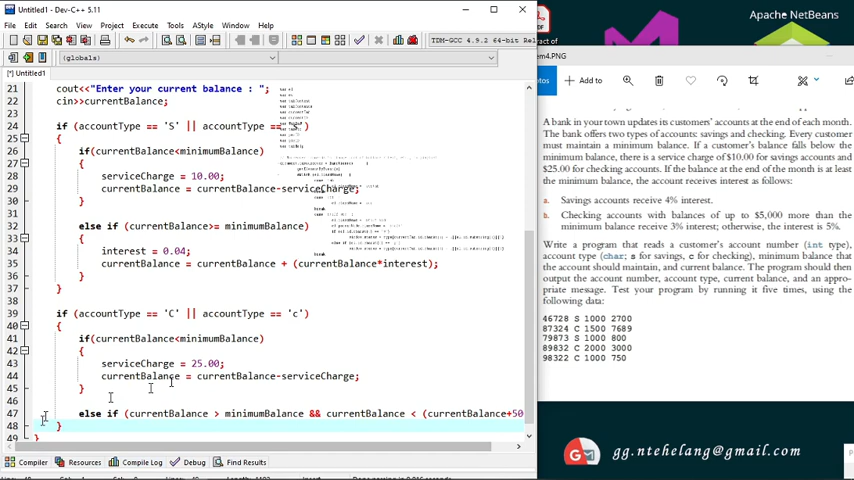 Untitled1 - Dev-C++ 5.11
File Edit Search View Project Execute Tools AStyle Window Help
TDM-GCC 4.9.2 64-bit Rel
(globals)
[*] Untitled1
21 cout<<"Enter your current balance : ";
22 cin>>currentBalance;
23
24 if (accountType == 'S' || accountType == )
25 {
26 if(currentBalance<minimumBalance)
27 {
28 serviceCharge = 10.00;
29 currentBalance = currentBalance-serviceCharge;
30 }
31
32 else if (currentBalance>= minimumBalance)
33 {
34 interest = 0.04;
35 currentBalance = currentBalance + (currentBalance*interest);
36 }
37 }
38
39 if (accountType == 'C' || accountType == 'c')
40 {
41 if(currentBalance<minimumBalance)
42 {
43 serviceCharge = 25.00;
44 currentBalance = currentBalance-serviceCharge;
45 }
46
47 else if (currentBalance > minimumBalance && currentBalance < (currentBalance+50
48 }
49 }
Compiler Resources Compile Log Debug Find Results
Apache NetBeans
em4.PNG
otos
Add to
A bank in your town updates its customers' accounts at the end of each month.
The bank offers two types of accounts: savings and checking. Every customer
must maintain a minimum balance. If a customer's balance falls below the
minimum balance, there is a service charge of $10.00 for savings accounts and
$25.00 for checking accounts. If the balance at the end of the month is at least
the minimum balance, the account receives interest as follows:
a. Savings accounts receive 4% interest.
b. Checking accounts with balances of up to $5,000 more than the
minimum balance receive 3% interest; otherwise, the interest is 5%.
Write a program that reads a customer's account number (int type),
account type (char; s for savings, c for checking), minimum balance that
the account should maintain, and current balance. The program should then
output the account number, account type, current balance, and an appro-
priate message. Test your program by running it five times, using the
following data:
46728 S 1000 2700
87324 C 1500 7689
79873 S 1000 800
89832 C 2000 3000
98322 C 1000 750
gg.ntehelang@gmail.com